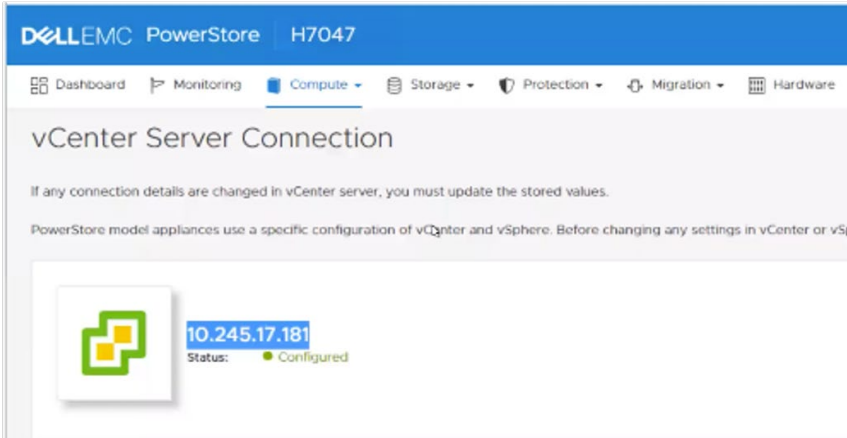 DELLEMC PowerStore H7047
Dashboard Monitoring Compute Storage Protection Migration Hardware
vCenter Server Connection
If any connection details are changed in vCenter server, you must update the stored values.
PowerStore model appliances use a specific configuration of vCenter and vSphere. Before changing any settings in vCenter or vSp
10.245.17.181
Status: Configured